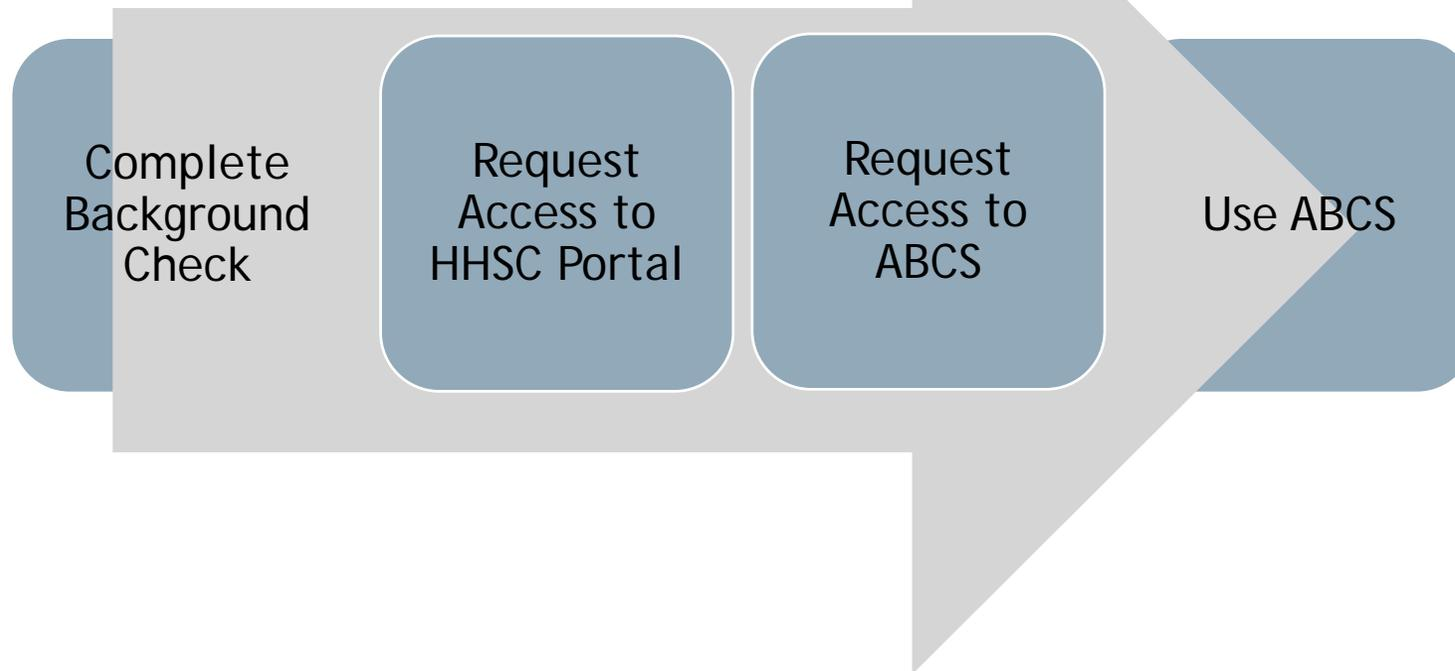 Complete
Background
Check
Request
Access to
HHSC Portal
Request
Access to
ABCS
Use ABCS